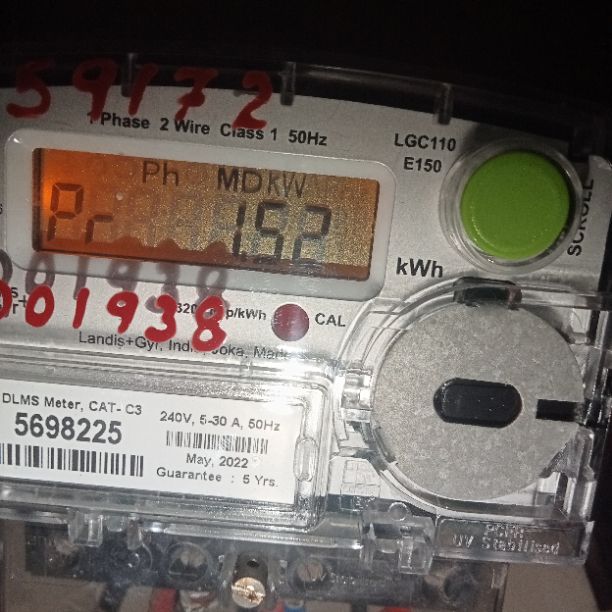 59172
1 Phase 2 Wire Class 1 50Hz
LGC110
E150
Ph MDKW
Pr 1.52
SCROLL
kWh
001938
p/kWh
CAL
Landis+Gyr,
DLMS Meter, CAT- C3
5698225
240V, 5-30 A, 50Hz
May, 2022
Guarantee : 5 Yrs.
UV Stabilised